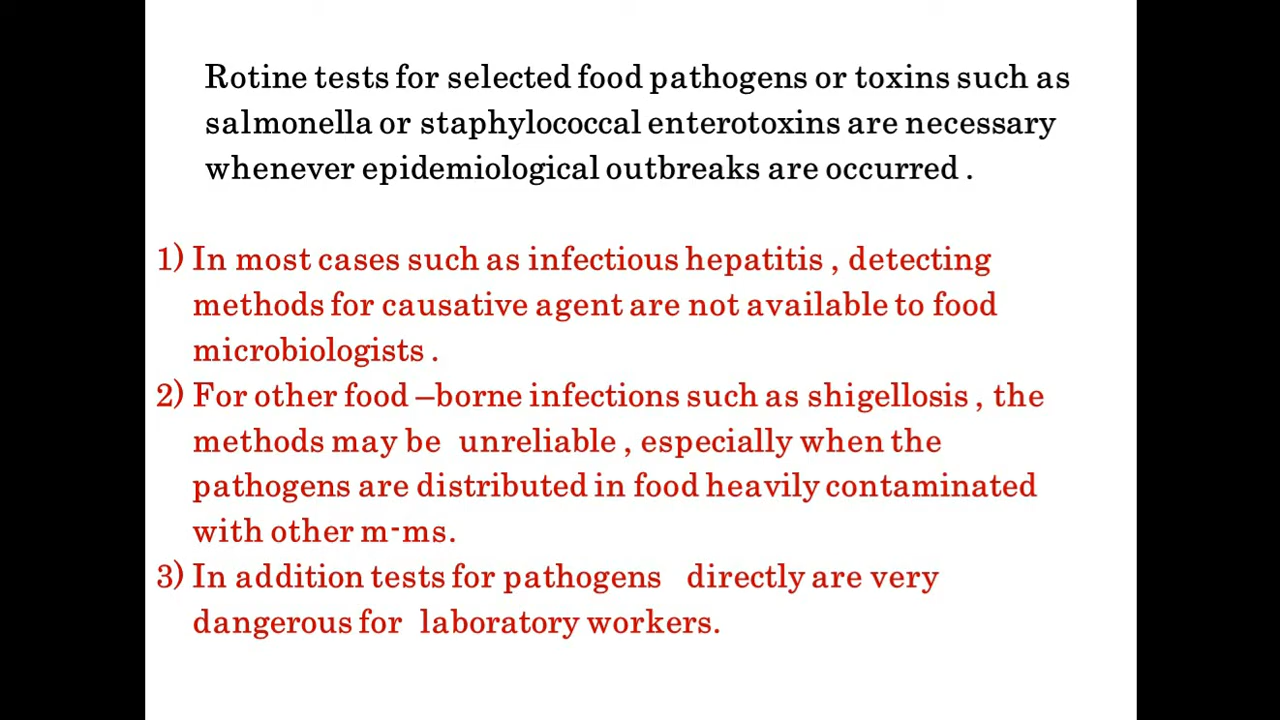 Rotine tests for selected food pathogens or toxins such as
salmonella or staphylococcal enterotoxins are necessary
whenever epidemiological outbreaks are occurred .
1) In most cases such as infectious hepatitis , detecting
methods for causative agent are not available to food
microbiologists .
2) For other food –borne infections such as shigellosis , the
methods may be unreliable , especially when the
pathogens are distributed in food heavily contaminated
with other m-ms.
3) In addition tests for pathogens directly are very
dangerous for laboratory workers.